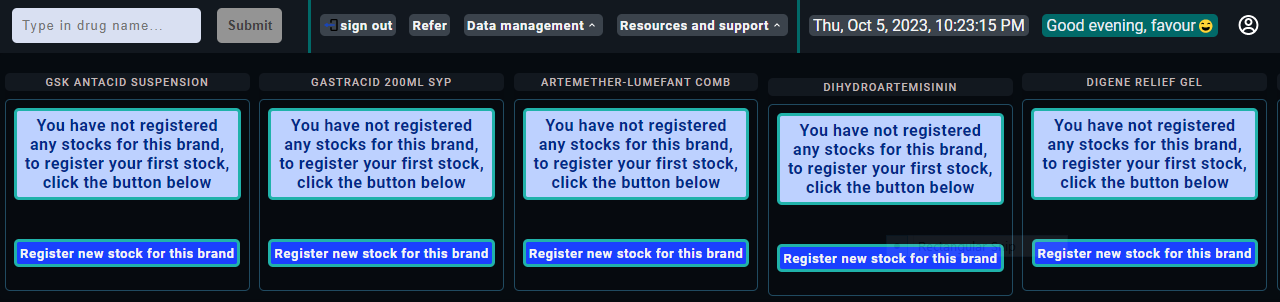 Type in drug name...
Submit
sign out
Refer
Data management
Resources and support
Thu, Oct 5, 2023, 10:23:15 PM
Good evening, favour😄
GSK ANTACID SUSPENSION
You have not registered
any stocks for this brand,
to register your first stock,
click the button below
Register new stock for this brand
GASTRACID 200ML SYP
You have not registered
any stocks for this brand,
to register your first stock,
click the button below
Register new stock for this brand
ARTEMETHER-LUMEFANT COMB
You have not registered
any stocks for this brand,
to register your first stock,
click the button below
Register new stock for this brand
DIHYDROARTEMISININ
You have not registered
any stocks for this brand,
to register your first stock,
click the button below
Register new stock for this brand
DIGENE RELIEF GEL
You have not registered
any stocks for this brand,
to register your first stock,
click the button below
Register new stock for this brand